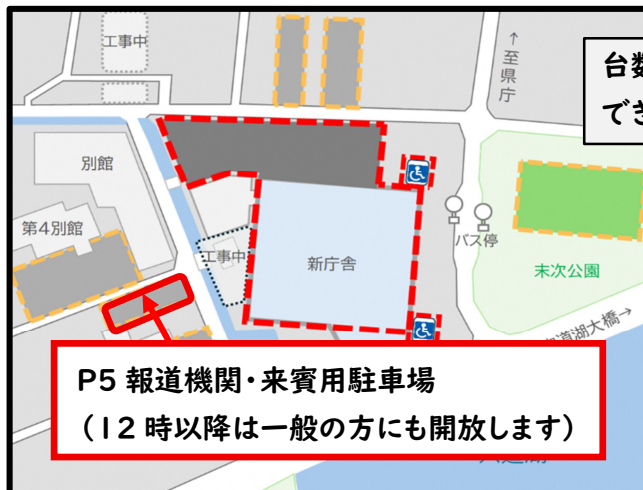 工事中
↑至県庁
台数
でき
別館
第4別館
工事中
新庁舎
バス停
末次公園
道湖大橋→
P5 報道機関・来賓用駐車場
(12時以降は一般の方にも開放します)